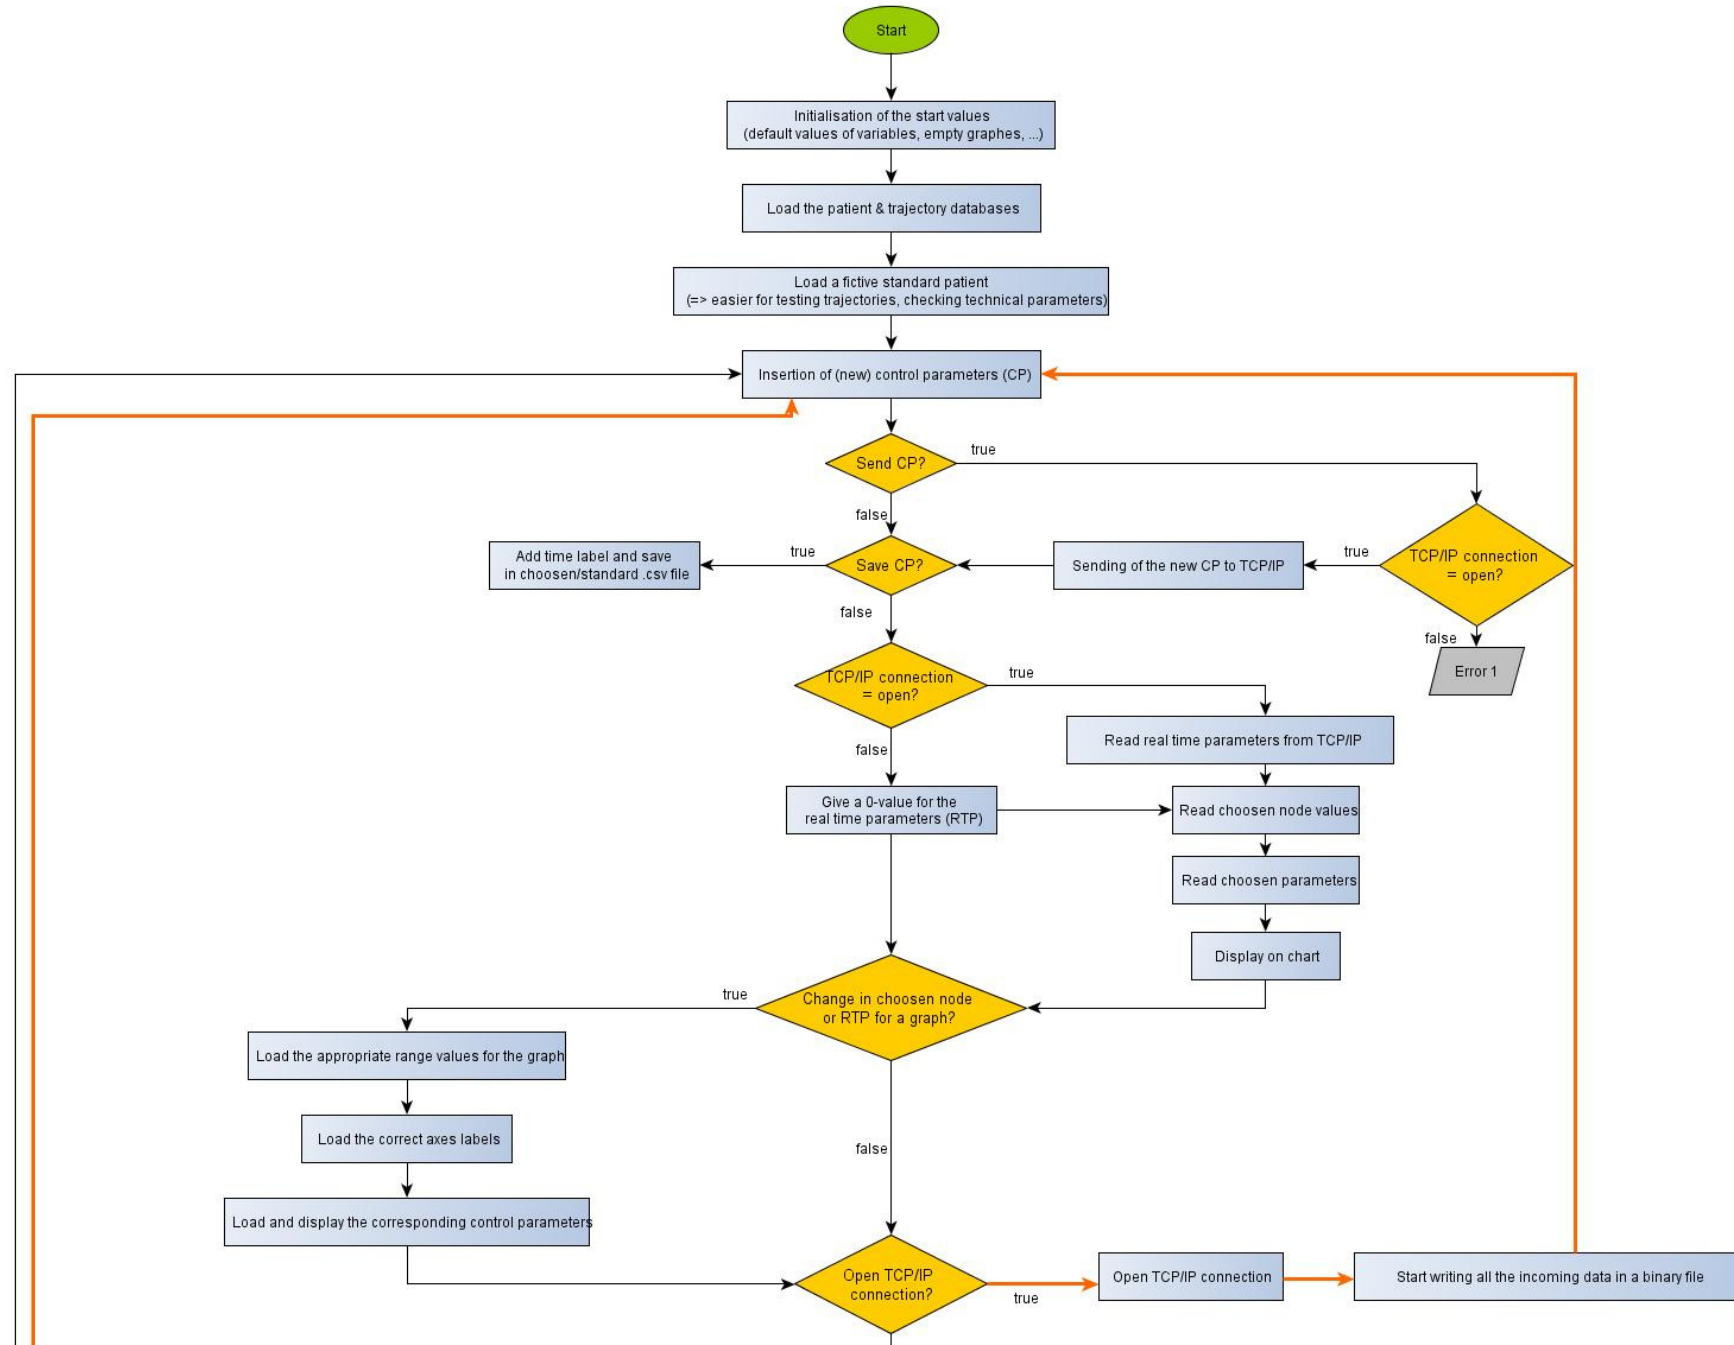 Start
Initialisation of the start values
(default values of variables, empty graphes, ...)
Load the patient & trajectory databases
Load a fictive standard patient
(=> easier for testing trajectories, checking technical parameters)
Insertion of (new) control parameters (CP)
Send CP?
true
false
TCP/IP connection
= open?
true
false
Error 1
Sending of the new CP to TCP/IP
Save CP?
true
Add time label and save
in choosen/standard .csv file
false
TCP/IP connection
= open?
true
Read real time parameters from TCP/IP
false
Give a 0-value for the
real time parameters (RTP)
Read choosen node values
Read choosen parameters
Display on chart
Change in choosen node
or RTP for a graph?
true
Load the appropriate range values for the graph
Load the correct axes labels
Load and display the corresponding control parameters
false
Open TCP/IP
connection?
true
Open TCP/IP connection
Start writing all the incoming data in a binary file